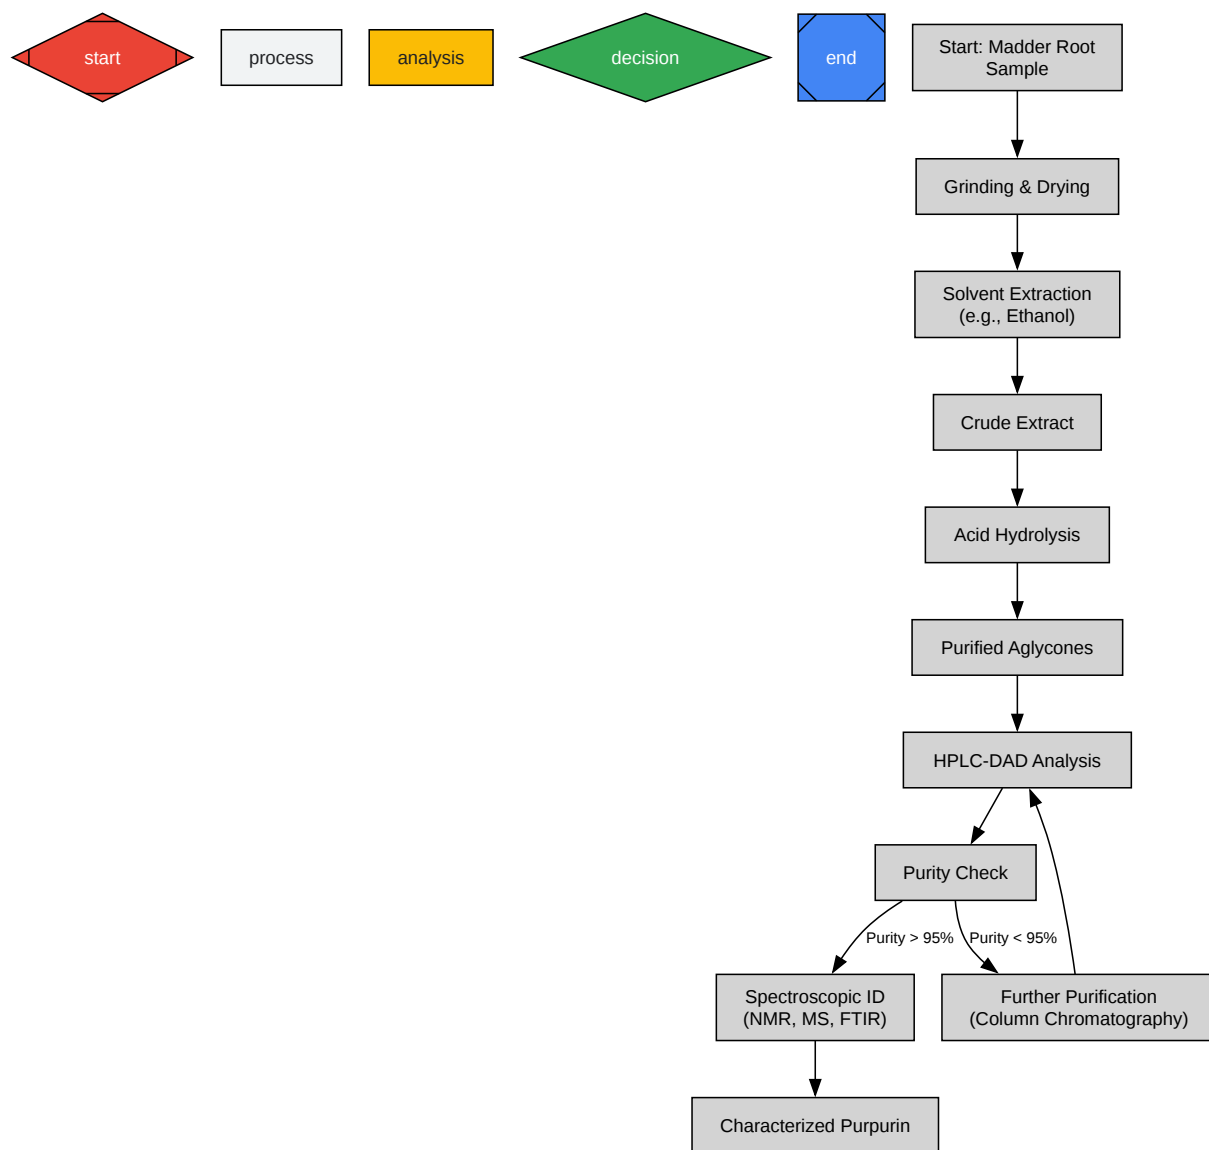 start
process
analysis
decision
end
Start: Madder Root
Sample
Grinding & Drying
Solvent Extraction
(e.g., Ethanol)
Crude Extract
Acid Hydrolysis
Purified Aglycones
HPLC-DAD Analysis
Purity Check
Purity > 95%
Purity < 95%
Spectroscopic ID
(NMR, MS, FTIR)
Further Purification
(Column Chromatography)
Characterized Purpurin